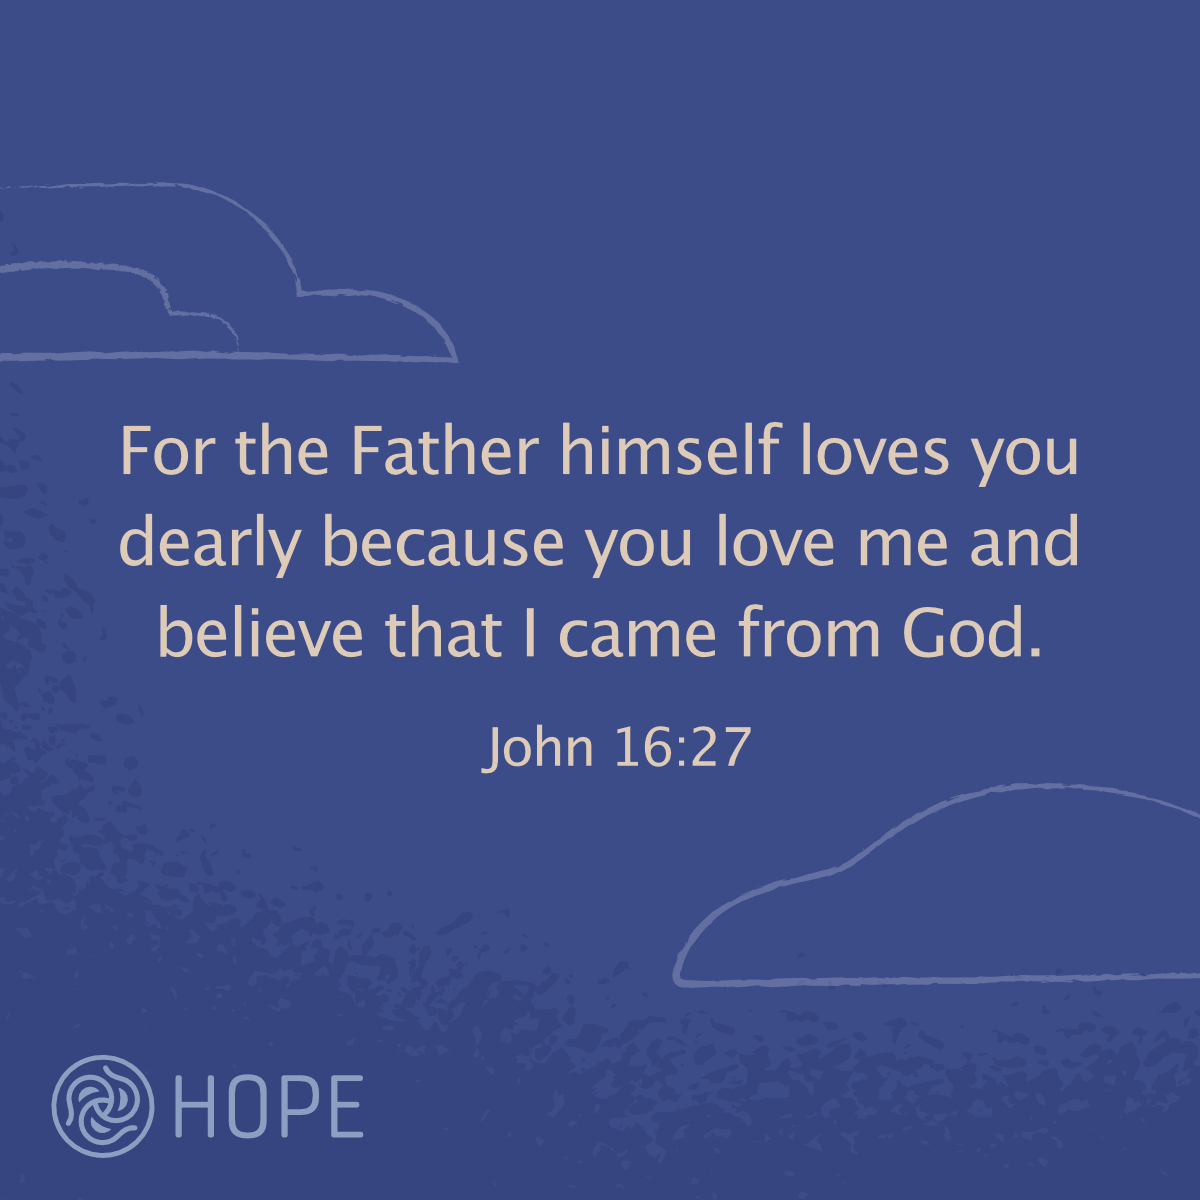 For the Father himself loves you
dearly because you love me and
believe that I came from God.
John 16:27
HOPE